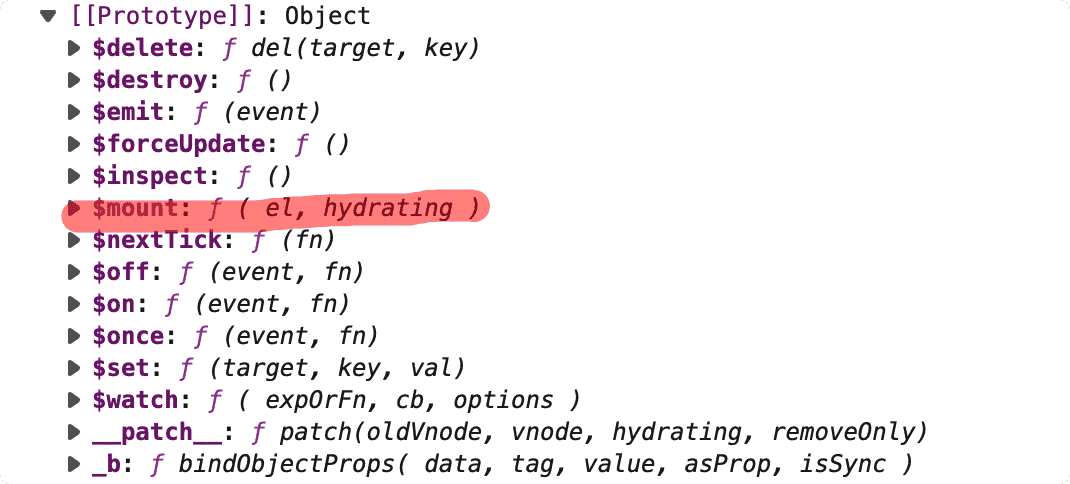 [[Prototype]]: Object
$delete: ƒ del(target, key)
$destroy: ƒ ()
$emit: ƒ (event)
$forceUpdate: ƒ ()
$inspect: ƒ ()
$mount: ƒ ( el, hydrating )
$nextTick: ƒ (fn)
$off: ƒ (event, fn)
$on: ƒ (event, fn)
$once: ƒ (event, fn)
$set: ƒ (target, key, val)
$watch: ƒ ( expOrFn, cb, options )
__patch__: ƒ patch(oldVnode, vnode, hydrating, removeOnly)
_b: ƒ bindObjectProps( data, tag, value, asProp, isSync )